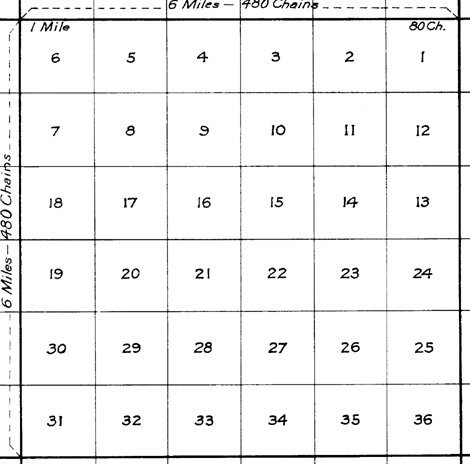 6 Miles – 480 Chains
1 Mile 80 Ch.
6 5 4 3 2 1
7 8 9 10 11 12
18 17 16 15 14 13
6 Miles – 480 Chains
19 20 21 22 23 24
30 29 28 27 26 25
31 32 33 34 35 36